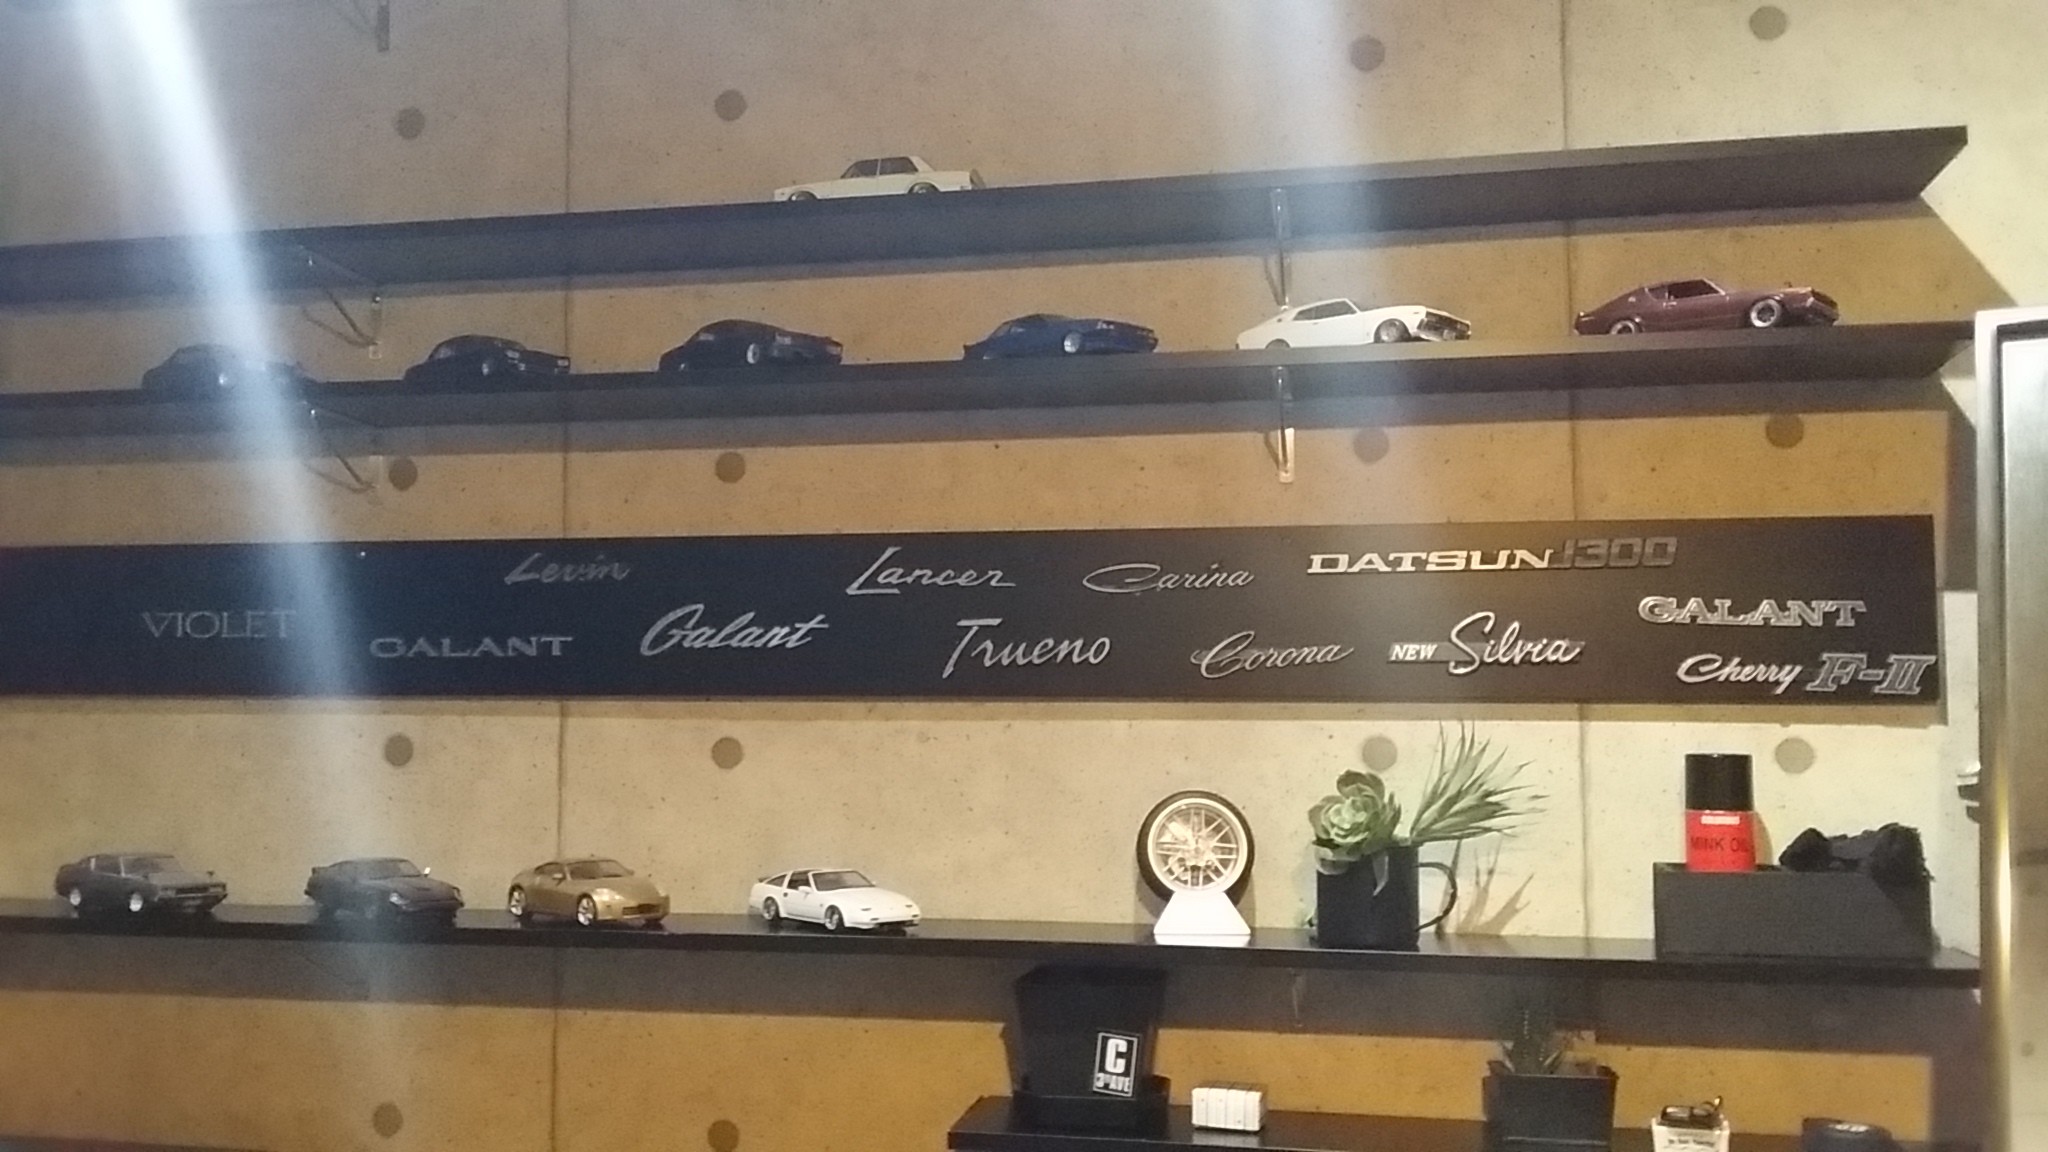 Levin
Lancer
Carina
DATSUN 1300
VIOLET
GALANT
Galant
Trueno
Corona
NEW Silvia
GALANT
Cherry F-II
MINK OIL
C
3rd AVE